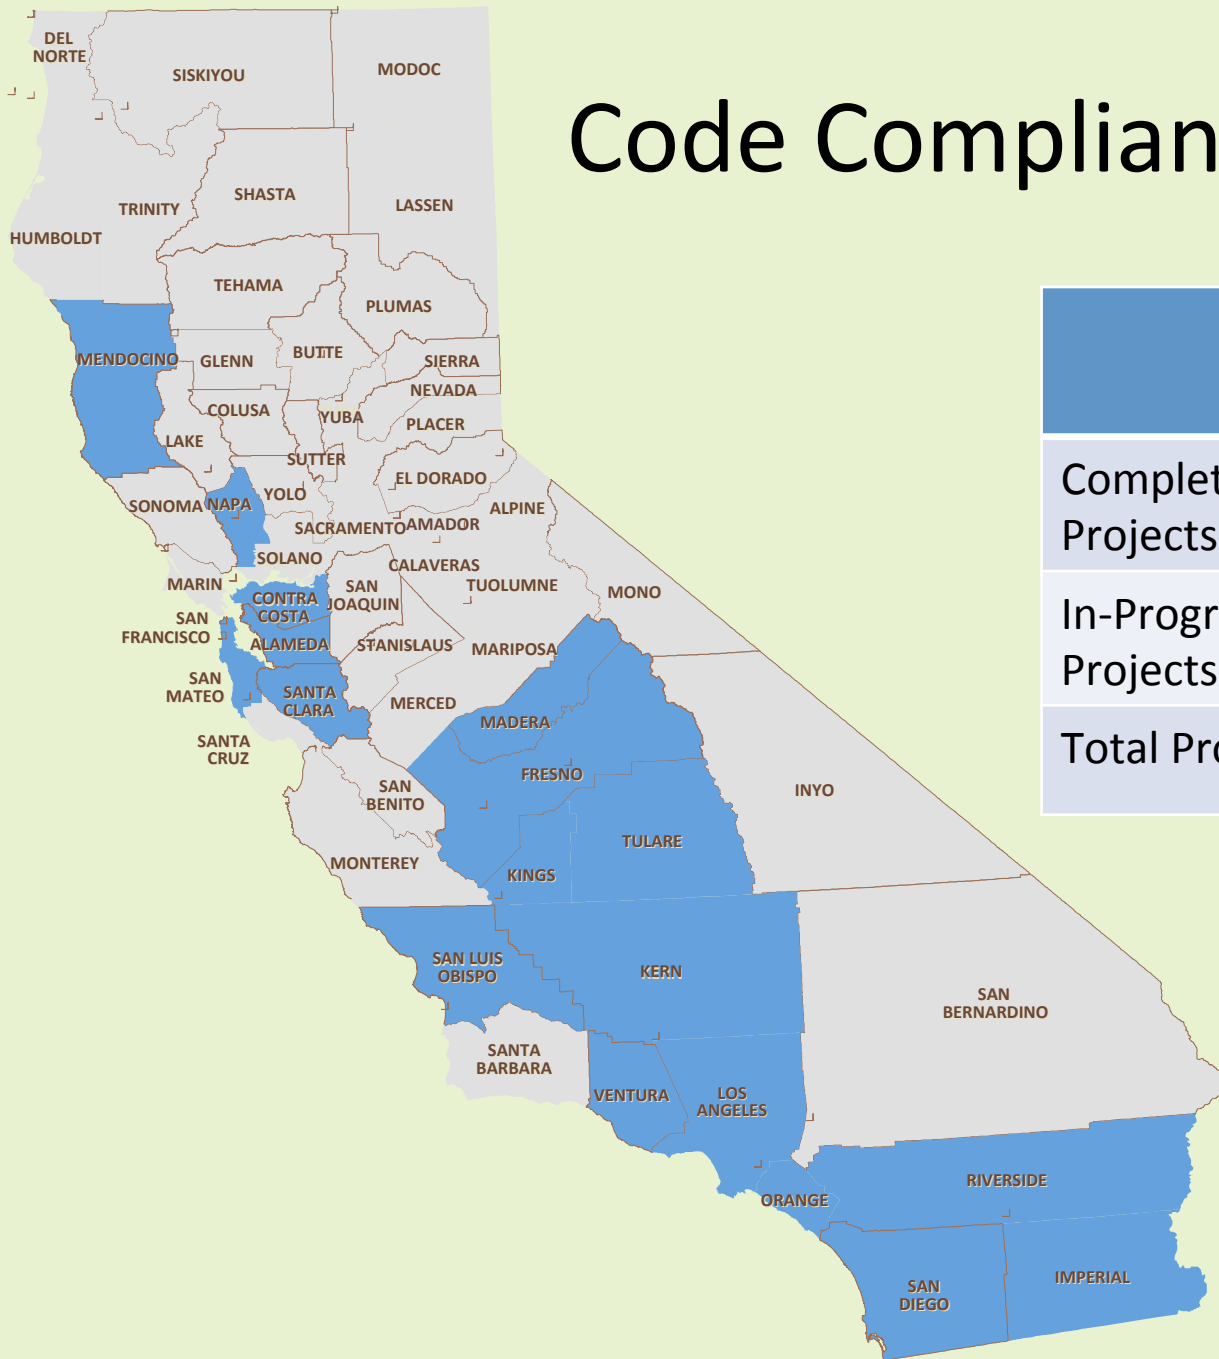 Code Complian
DEL
NORTE
SISKIYOU
MODOC
SHASTA
TRINITY
LASSEN
HUMBOLDT
TEHAMA
PLUMAS
MENDOCINO
GLENN
BUTTE
SIERRA
NEVADA
COLUSA
YUBA
PLACER
LAKE
SUTTER
EL DORADO
SONOMA
NAPA
YOLO
ALPINE
SACRAMENTO
AMADOR
SOLANO
CALAVERAS
MARIN
SAN
JOAQUIN
TUOLUMNE
MONO
CONTRA
COSTA
SAN
FRANCISCO
ALAMEDA
STANISLAUS
MARIPOSA
SAN
MATEO
SANTA
CLARA
MERCED
MADERA
SANTA
CRUZ
FRESNO
SAN
BENITO
INYO
TULARE
MONTEREY
KINGS
SAN LUIS
OBISPO
KERN
SAN
BERNARDINO
SANTA
BARBARA
VENTURA
LOS
ANGELES
RIVERSIDE
ORANGE
SAN
DIEGO
IMPERIAL
Complet
Projects
In-Progr
Projects
Total Pro